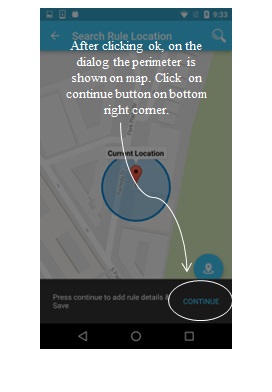 9:33
Search Rule Location
After clicking ok, on the
dialog the perimeter is
shown on map. Click on
continue button on bottom
right corner.
Current Location
Press continue to add rule details &
Save
CONTINUE